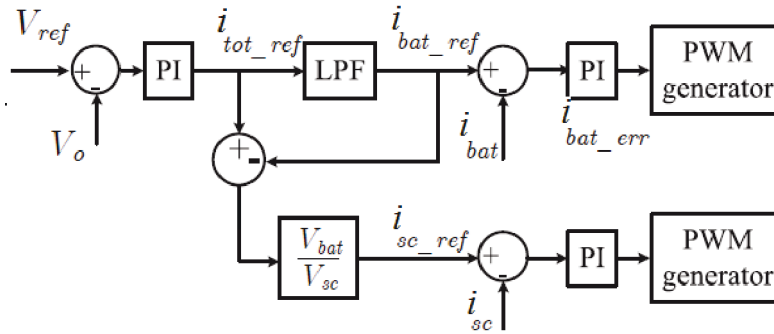 V_ref
i_tot_ref
i_bat_ref
PI
LPF
PI
PWM
generator
V_o
i_bat
i_bat_err
V_bat
V_sc
i_sc_ref
PI
PWM
generator
i_sc